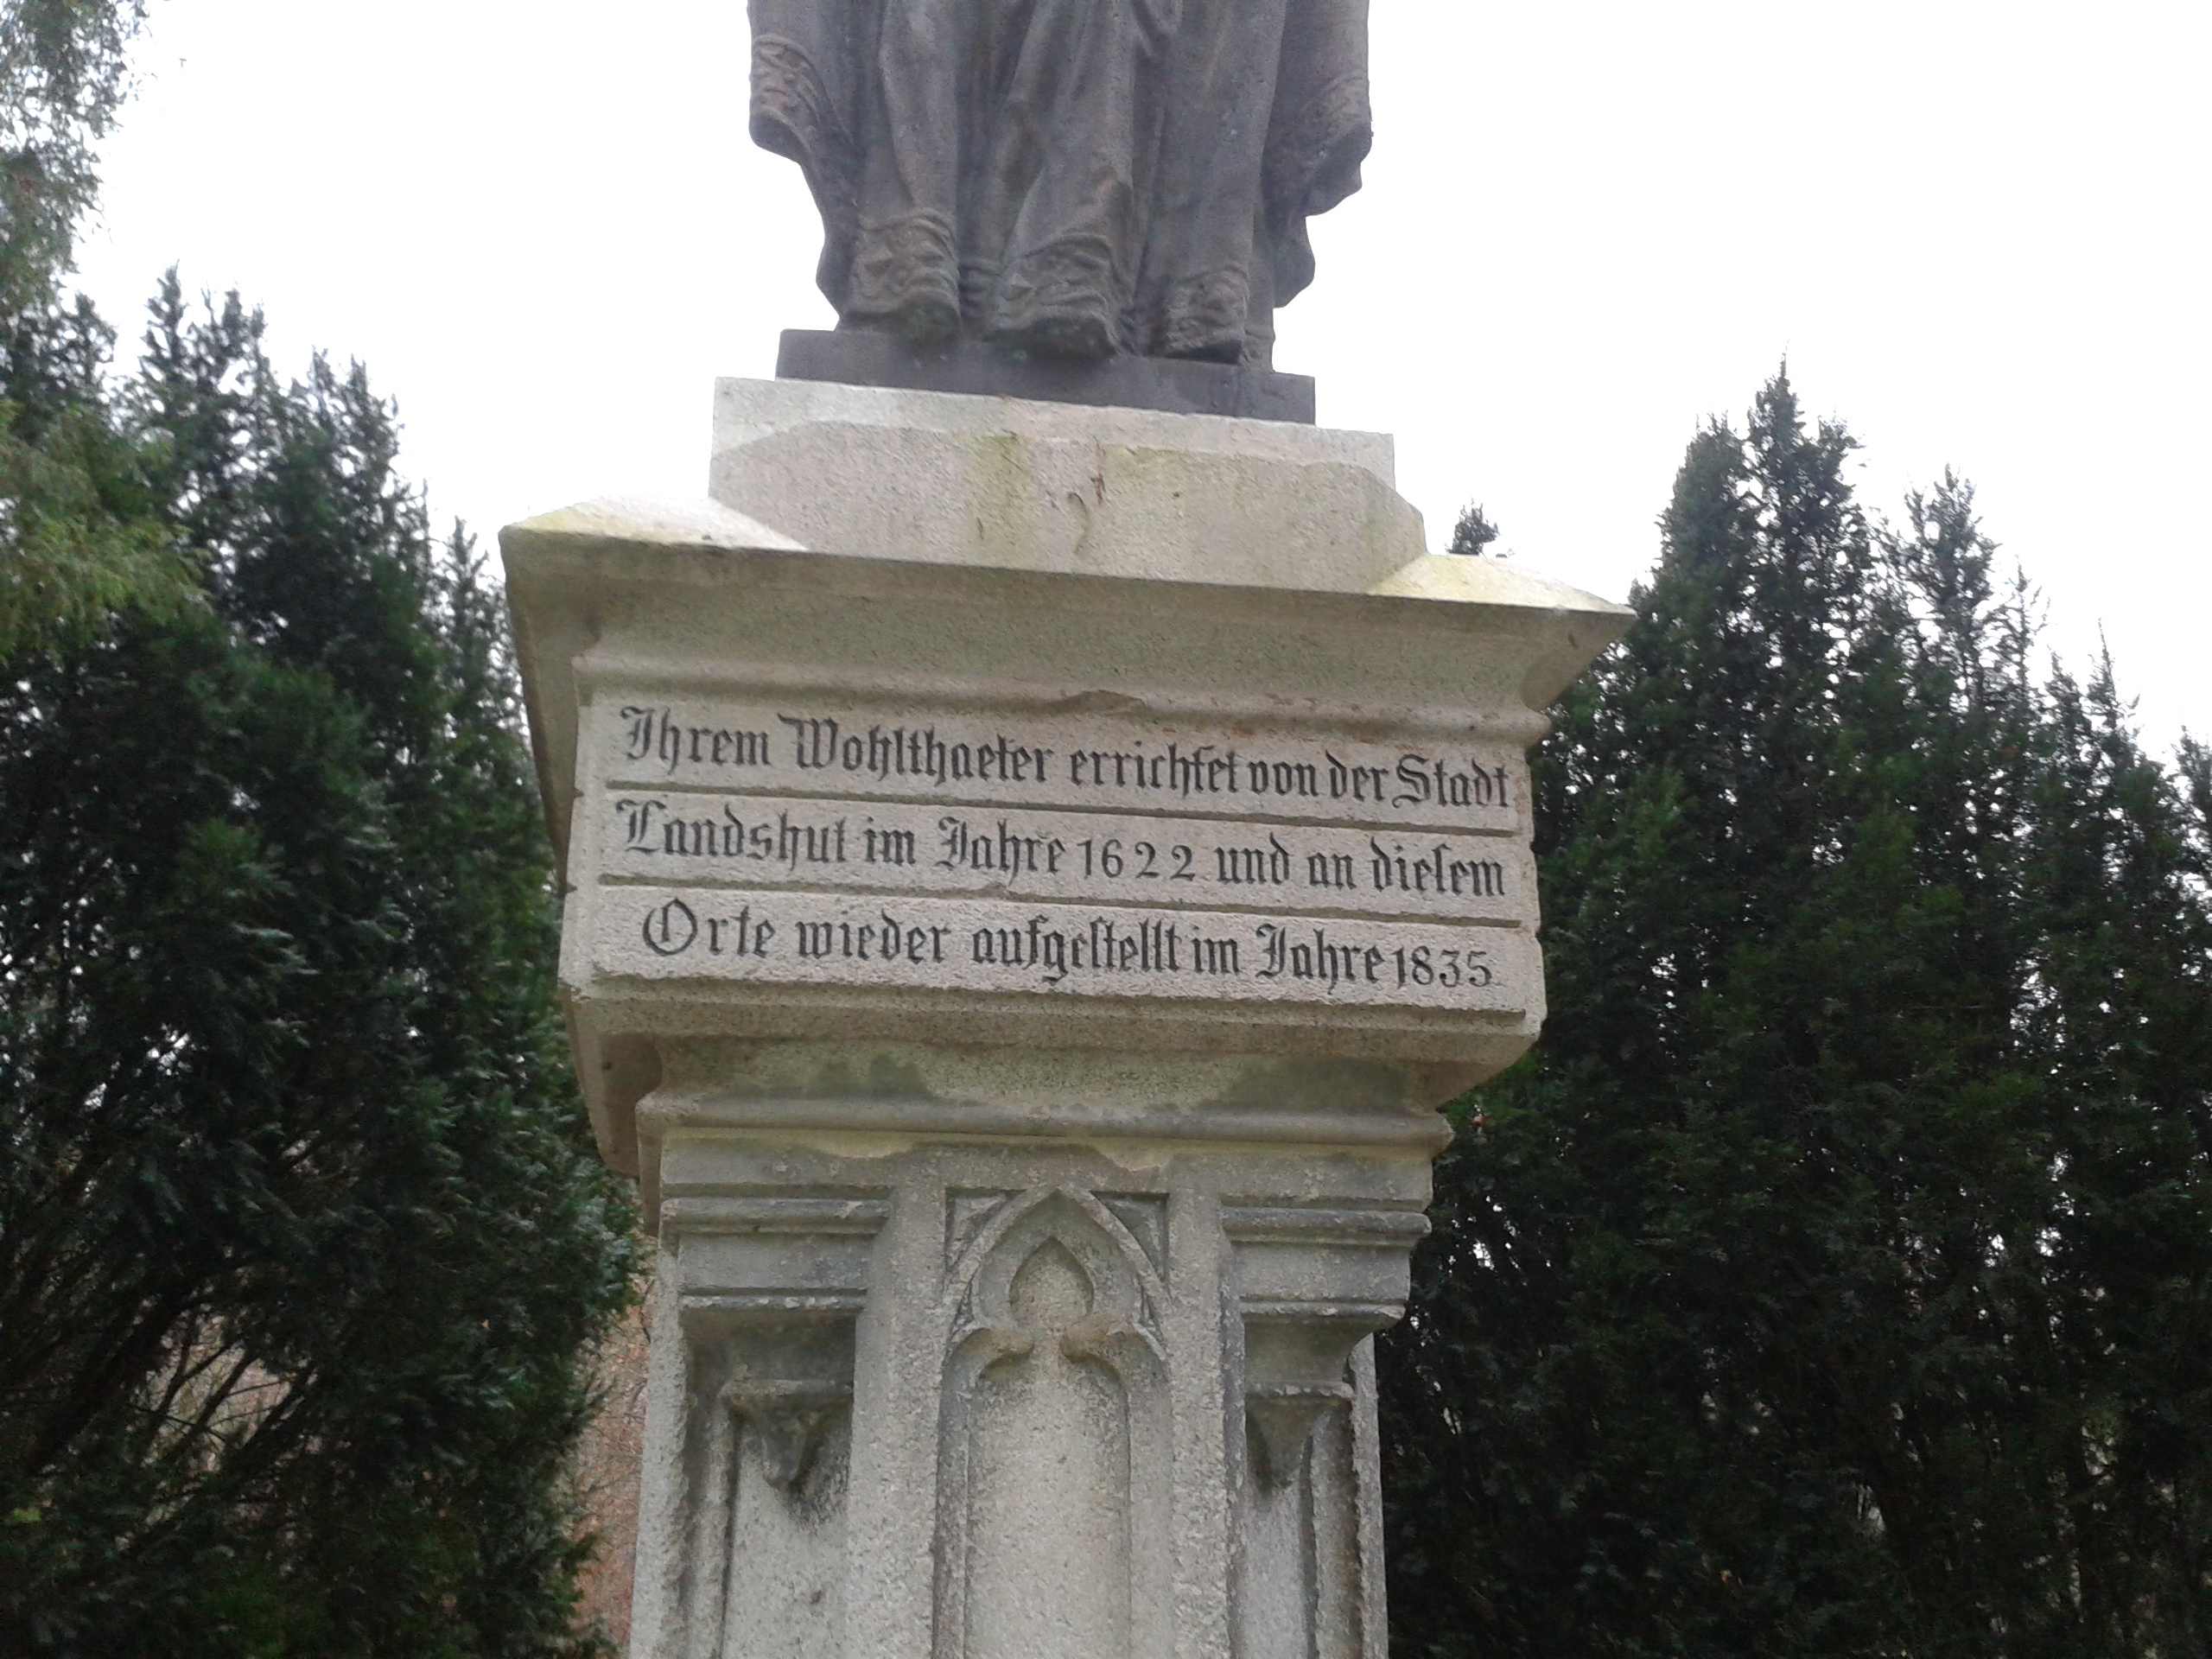 Ihrem Wohlthaeter errichtet von der Stadt
Landshut im Jahre 1622 und an dieſem
Orte wieder aufgeſtellt im Jahre 1835.